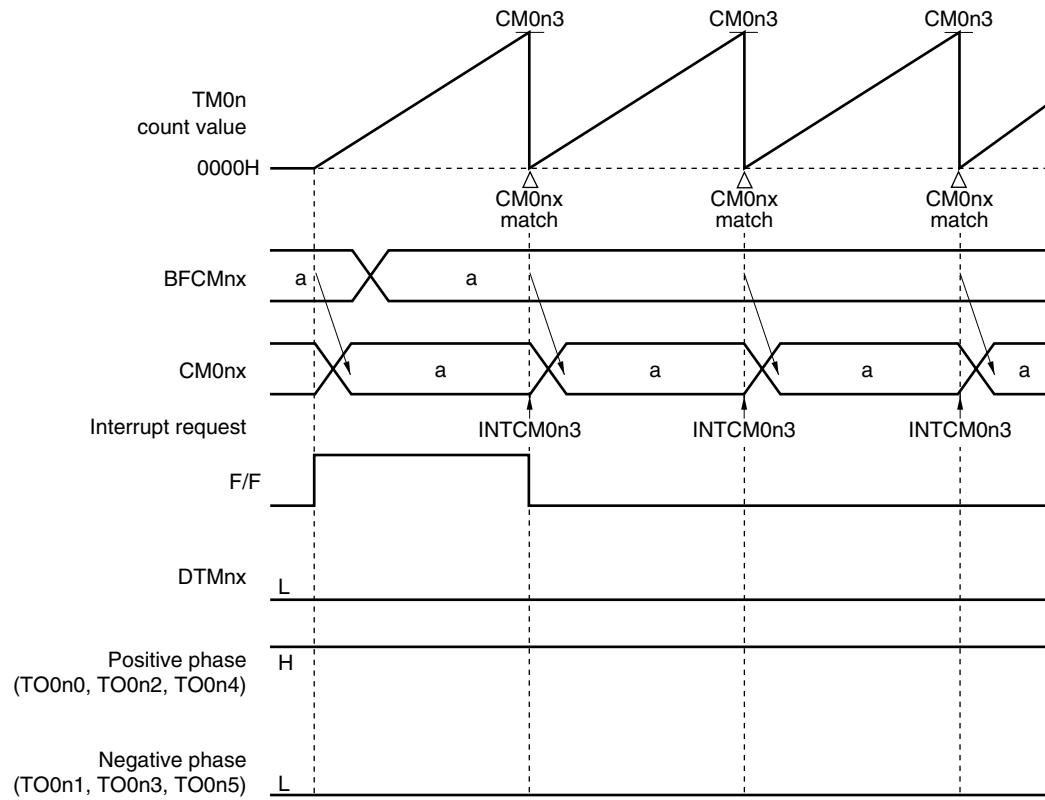 CM0n3 CM0n3 CM0n3
TM0n
count value
0000H
CM0nx CM0nx CM0nx
match match match
BFCMnx a a
CM0nx a a a a
Interrupt request INTCM0n3 INTCM0n3 INTCM0n3
F/F
DTMnx L
Positive phase H
(TO0n0, TO0n2, TO0n4)
Negative phase
(TO0n1, TO0n3, TO0n5) L